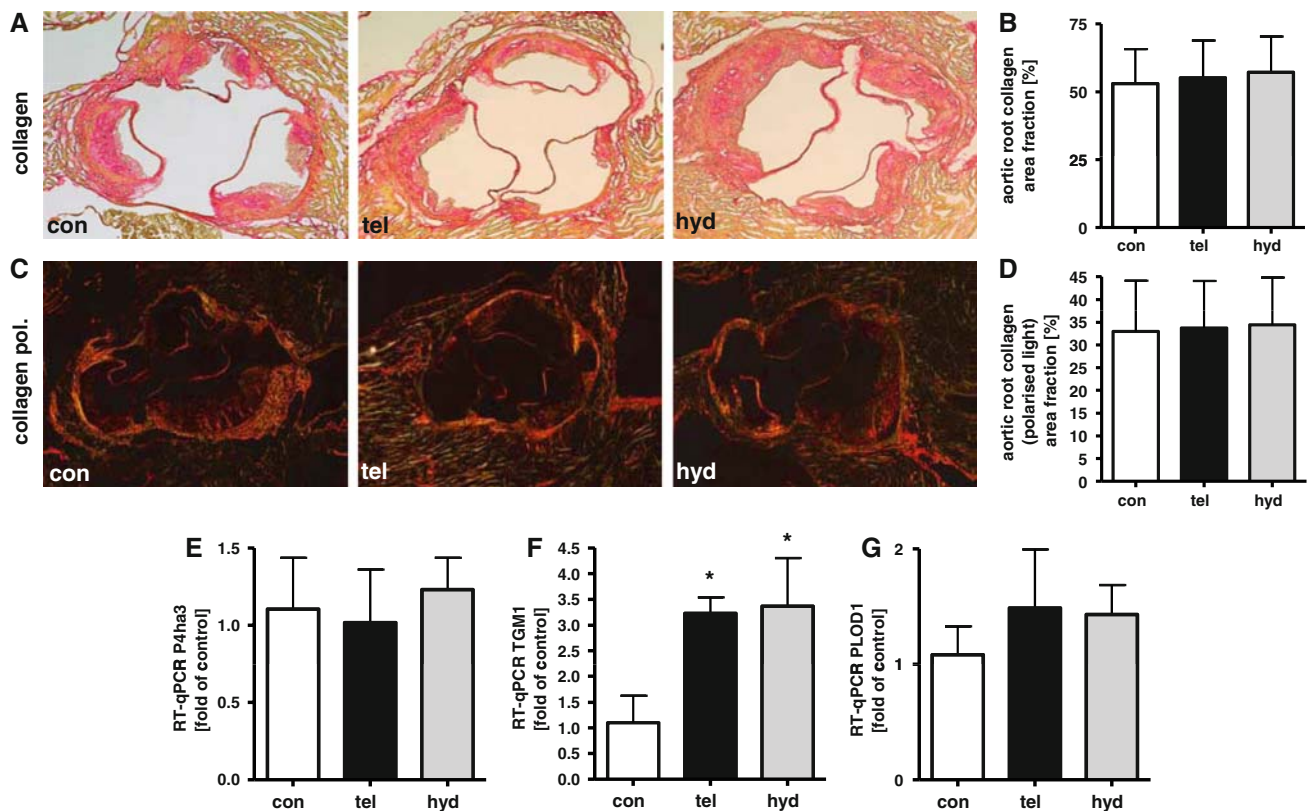 A
collagen
con
tel
hyd
B
aortic root collagen
area fraction [%]
75
50
25
0
con
tel
hyd
C
collagen pol.
con
tel
hyd
D
aortic root collagen
(polarised light)
area fraction [%]
45
40
35
30
25
20
15
10
5
0
con
tel
hyd
E
RT-qPCR P4ha3
[fold of control]
1.5
1.0
0.5
0.0
con
tel
hyd
F
RT-qPCR TGM1
[fold of control]
4.5
4.0
3.5
3.0
2.5
2.0
1.5
1.0
0.5
0.0
*
*
con
tel
hyd
G
RT-qPCR PLOD1
[fold of control]
2
1
0
con
tel
hyd